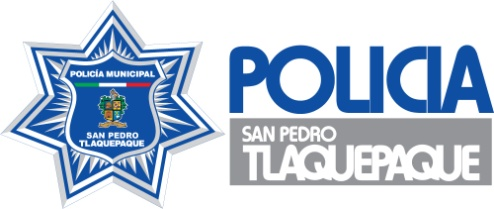 POLICÍA MUNICIPAL
SAN PEDRO
TLAQUEPAQUE
POLICIA
SAN PEDRO
TLAQUEPAQUE